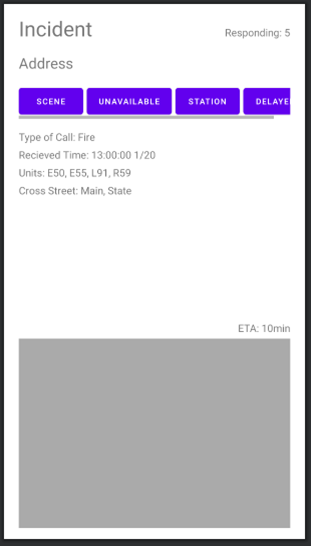 Incident
Responding: 5
Address
SCENE UNAVAILABLE STATION DELAYE
Type of Call: Fire
Recieved Time: 13:00:00 1/20
Units: E50, E55, L91, R59
Cross Street: Main, State
ETA: 10min